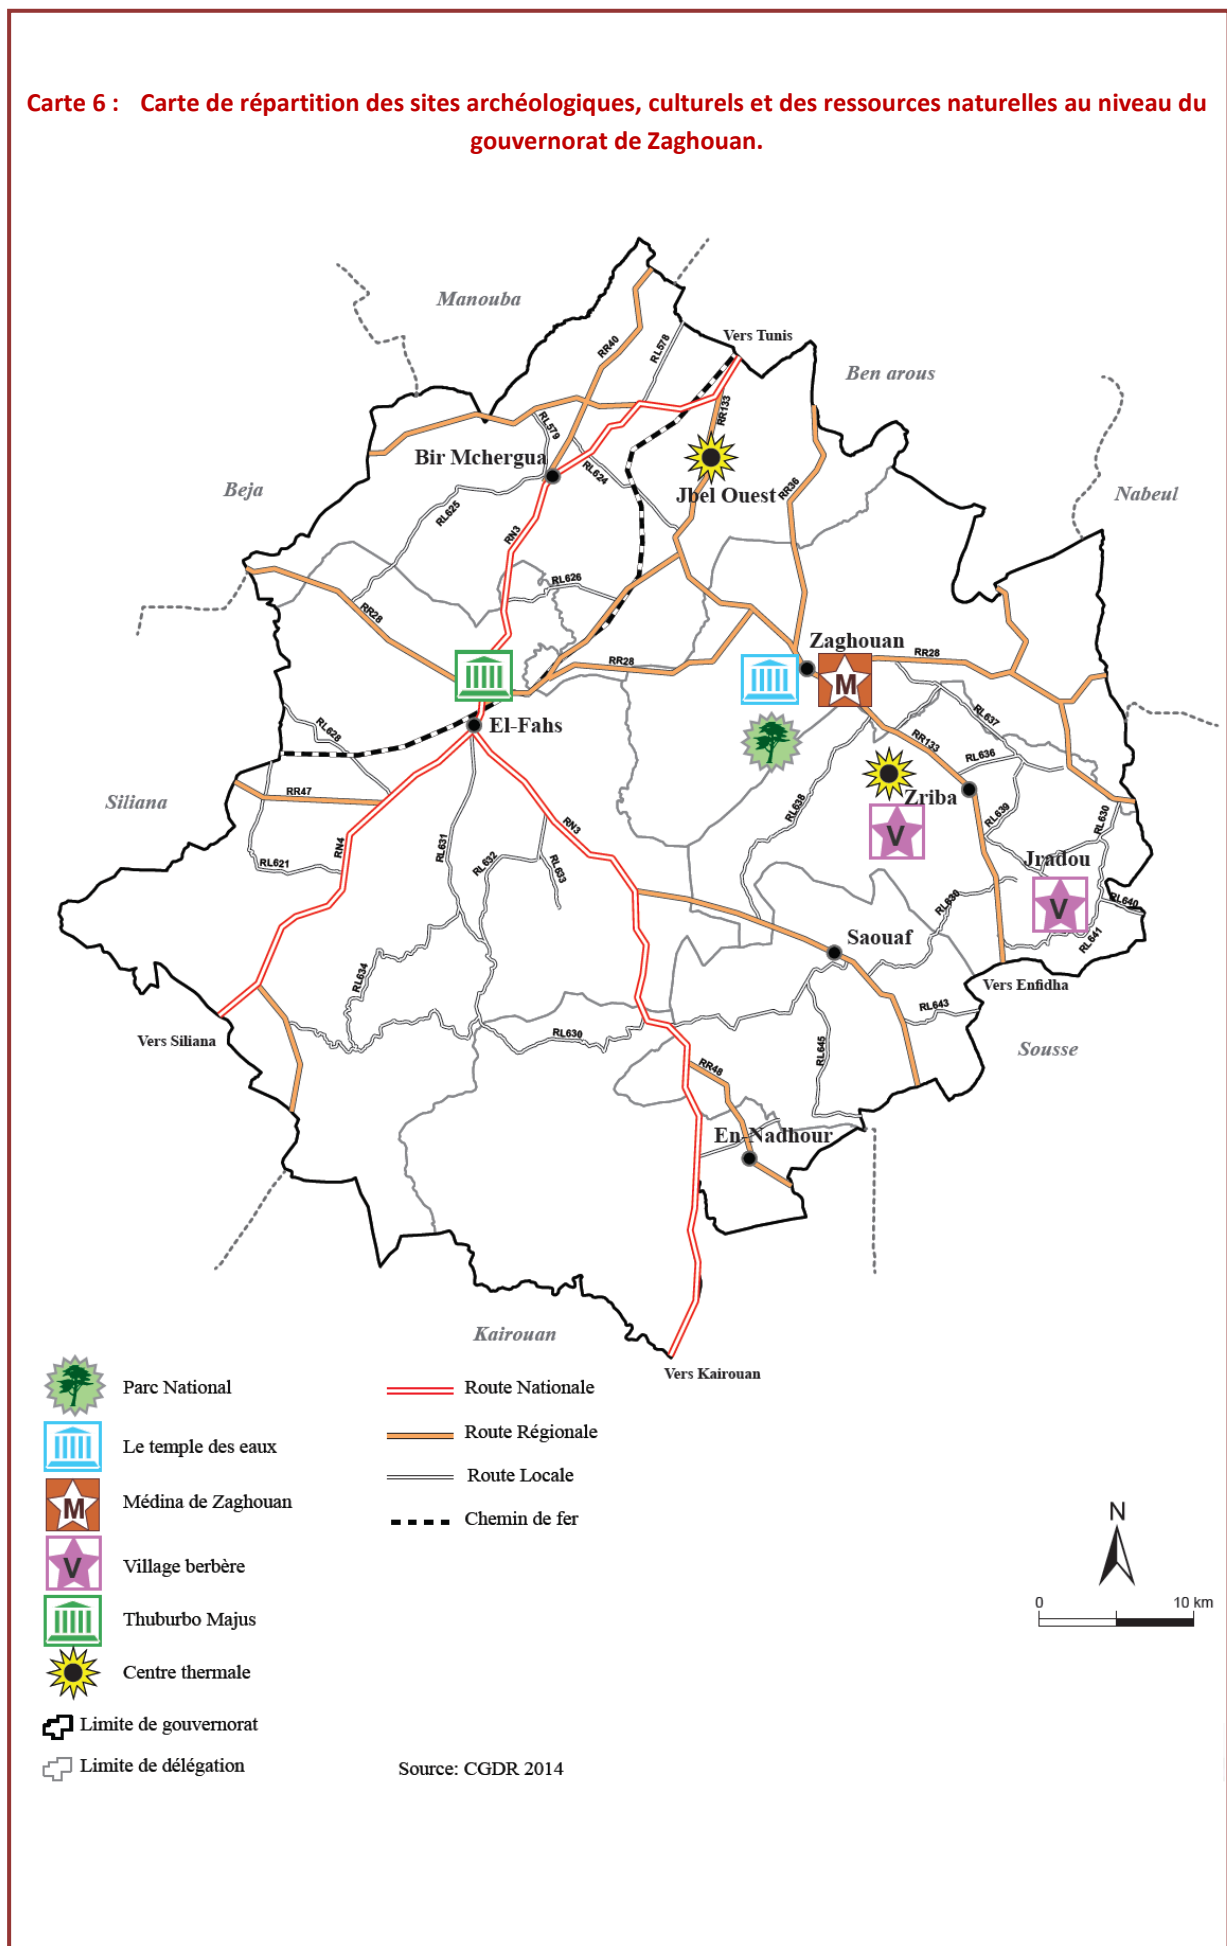 Carte 6 : Carte de répartition des sites archéologiques, culturels et des ressources naturelles au niveau du
gouvernorat de Zaghouan.
Manouba
Vers Tunis
RR40
RL578
Ben arous
RR133
RL579
Bir Mchergua
RL624
Beja
Jbel Ouest
RR36
Nabeul
RL625
RN3
RL626
RR28
Zaghouan
RR28
RR28
M
RL637
RL628
El-Fahs
RR133
RL636
Siliana
RR47
Zriba
RL638
RL639
RL630
RN3
V
RN4
RL631
RL632
RL633
RL621
Jradou
V
RL630
RL640
Saouaf
RL641
RL634
Vers Enfidha
RL643
Vers Siliana
RL630
RL645
Sousse
RR48
En-Nadhour
Kairouan
Vers Kairouan
Parc National
Route Nationale
Le temple des eaux
Route Régionale
M
Médina de Zaghouan
Route Locale
Chemin de fer
V
Village berbère
Thuburbo Majus
Centre thermale
Limite de gouvernorat
Limite de délégation
Source: CGDR 2014
N
0
10 km